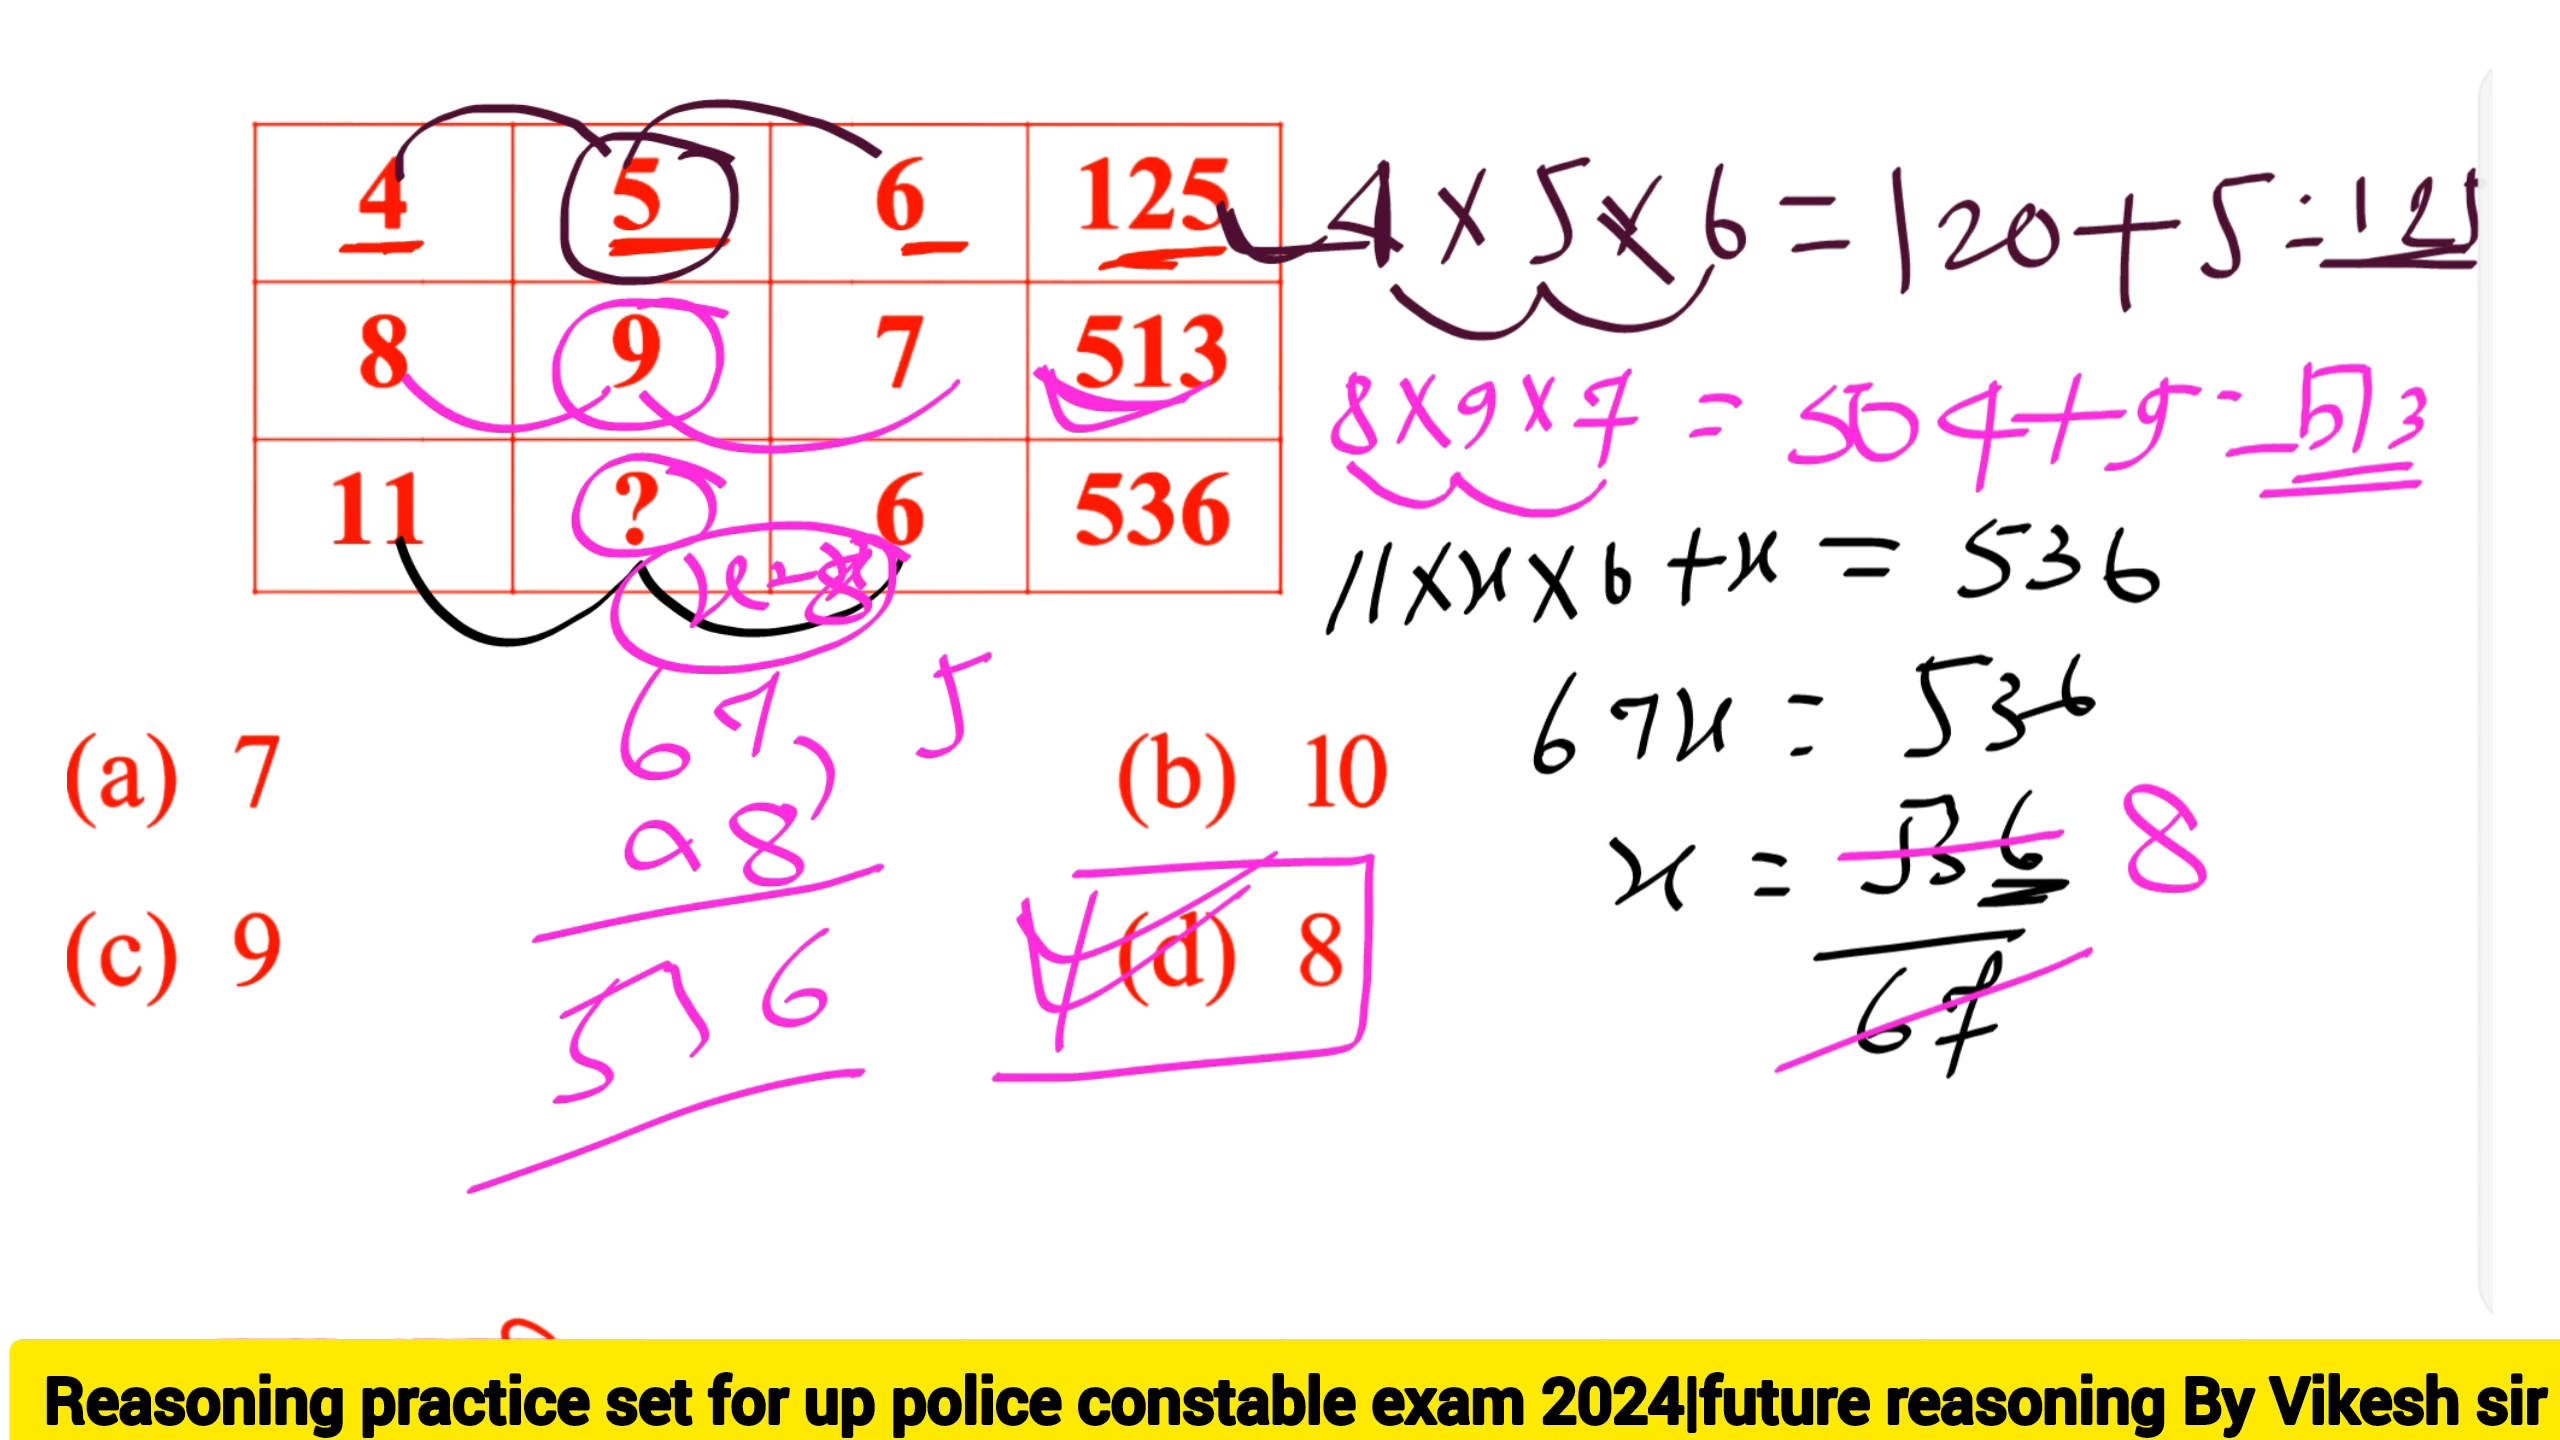 4 5 6 125
4 × 5 × 6 = 120 + 5 = 125
8 9 7 513
8 × 9 × 7 = 504 + 9 = 513
11 ? 6 536
11 × x × 6 + x = 536
67x = 536
x = 536 8
67
67 5
8
536
(a) 7 (b) 10
(c) 9 (d) 8
Reasoning practice set for up police constable exam 2024|future reasoning By Vikesh sir